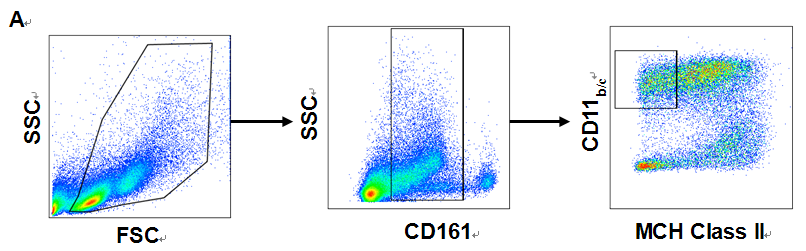 A
SSC
FSC
SSC
CD161
CD11b/c
MCH Class II